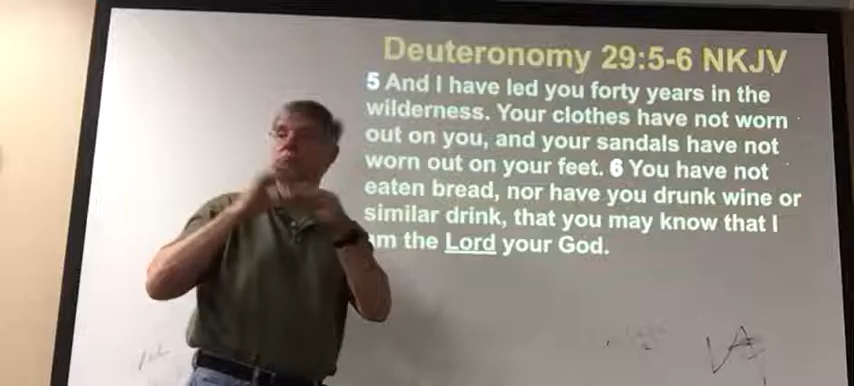 Deuteronomy 29:5-6 NKJV
5 And I have led you forty years in the
wilderness. Your clothes have not worn
out on you, and your sandals have not
worn out on your feet. 6 You have not
eaten bread, nor have you drunk wine or
similar drink, that you may know that I
am the Lord your God.